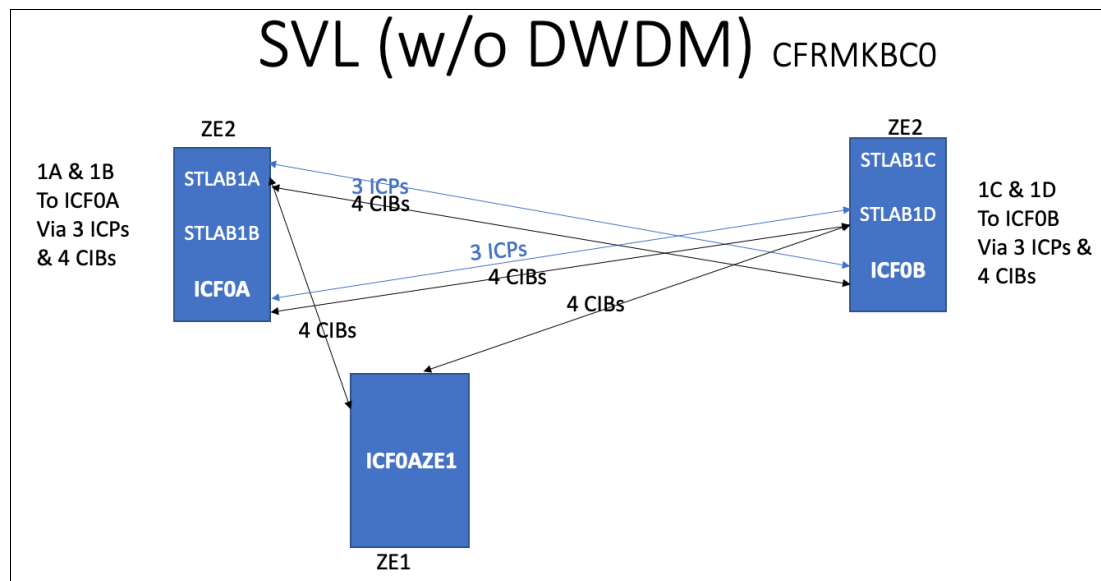 SVL (w/o DWDM) CFRMKBC0
ZE2
ZE2
1A & 1B
To ICF0A
Via 3 ICPs
& 4 CIBs
STLAB1A
STLAB1B
ICF0A
3 ICPs
4 CIBs
3 ICPs
4 CIBs
4 CIBs
4 CIBs
STLAB1C
STLAB1D
ICF0B
1C & 1D
To ICF0B
Via 3 ICPs &
4 CIBs
ICF0AZE1
ZE1